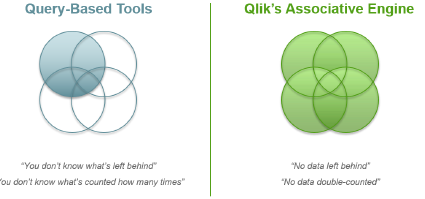 Query-Based Tools
Qlik's Associative Engine
"You don't know what's left behind"
ou don't know what's counted how many times"
"No data left behind"
"No data double-counted"